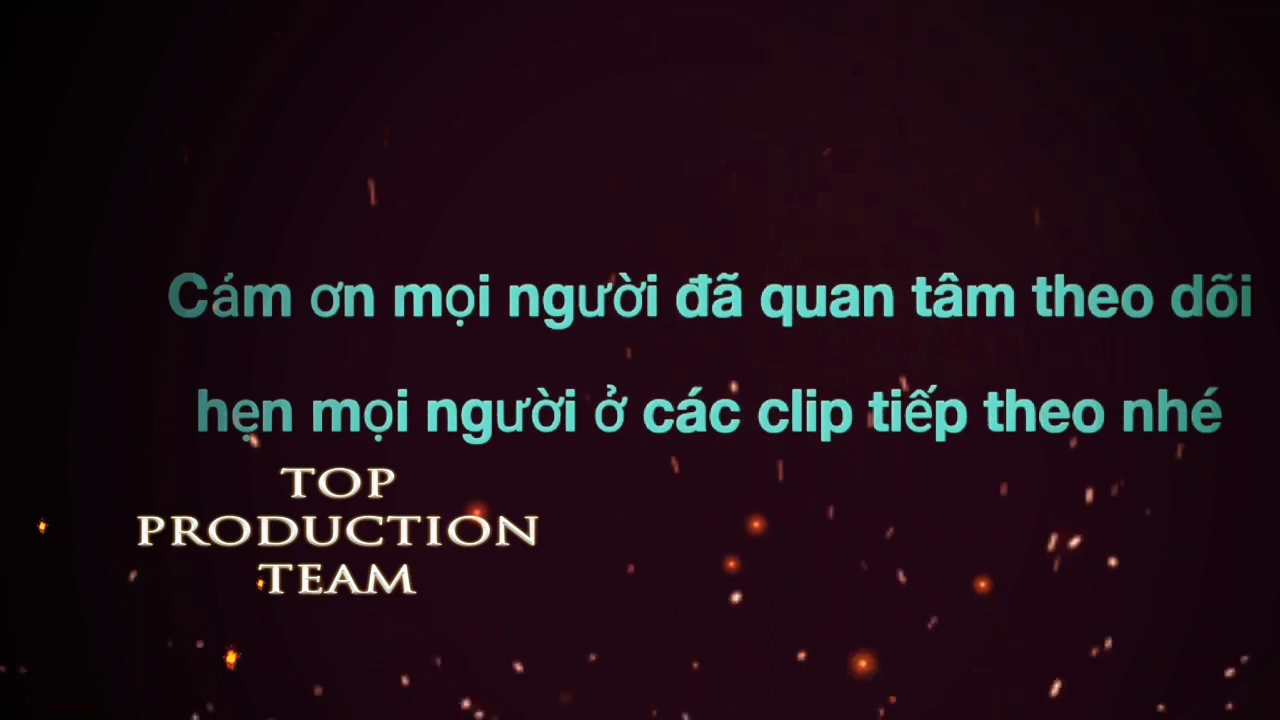 Cảm ơn mọi người đã quan tâm theo dõi
hẹn mọi người ở các clip tiếp theo nhé
TOP
PRODUCTION
TEAM